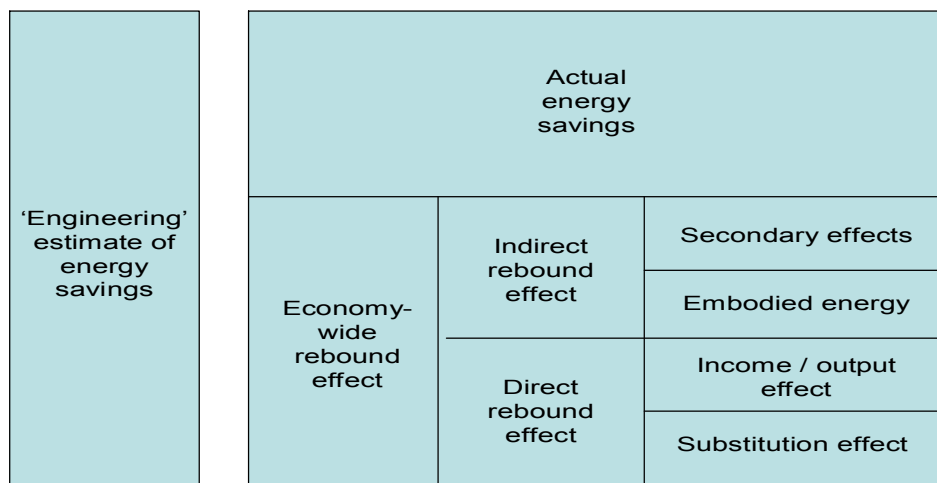 ‘Engineering’
estimate of
energy
savings
Actual
energy
savings
Economy-
wide
rebound
effect
Indirect
rebound
effect
Direct
rebound
effect
Secondary effects
Embodied energy
Income / output
effect
Substitution effect